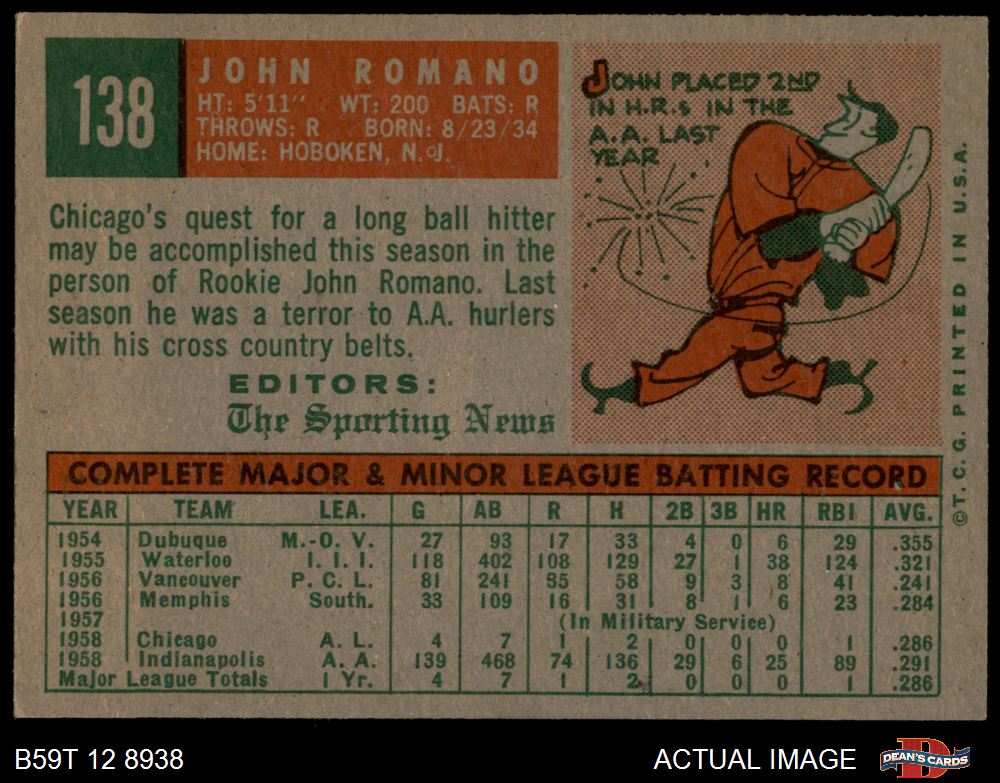 138
JOHN ROMANO
HT: 5'11" WT: 200 BATS: R
THROWS: R BORN: 8/23/34
HOME: HOBOKEN, N.J.
JOHN PLACED 2ND
IN H.R.s IN THE
A.A. LAST
YEAR
Chicago's quest for a long ball hitter
may be accomplished this season in the
person of Rookie John Romano. Last
season he was a terror to A.A. hurlers
with his cross country belts.
EDITORS:
The Sporting News
©T.C.G. PRINTED IN U.S.A.
COMPLETE MAJOR & MINOR LEAGUE BATTING RECORD
YEAR TEAM LEA. G AB R H 2B 3B HR RBI AVG.
1954 Dubuque M.-O. V. 27 93 17 33 4 0 6 29 .355
1955 Waterloo I. I. I. 118 402 108 129 27 1 38 124 .321
1956 Vancouver P. C. L. 81 241 35 58 9 3 8 41 .241
1956 Memphis South. 33 109 16 31 8 1 6 23 .284
1957 (In Military Service)
1958 Chicago A. L. 4 7 1 2 0 0 0 1 .286
1958 Indianapolis A. A. 139 468 74 136 29 6 25 89 .291
Major League Totals 1 Yr. 4 7 1 2 0 0 0 1 .286
B59T 12 8938
ACTUAL IMAGE
DEAN'S CARDS